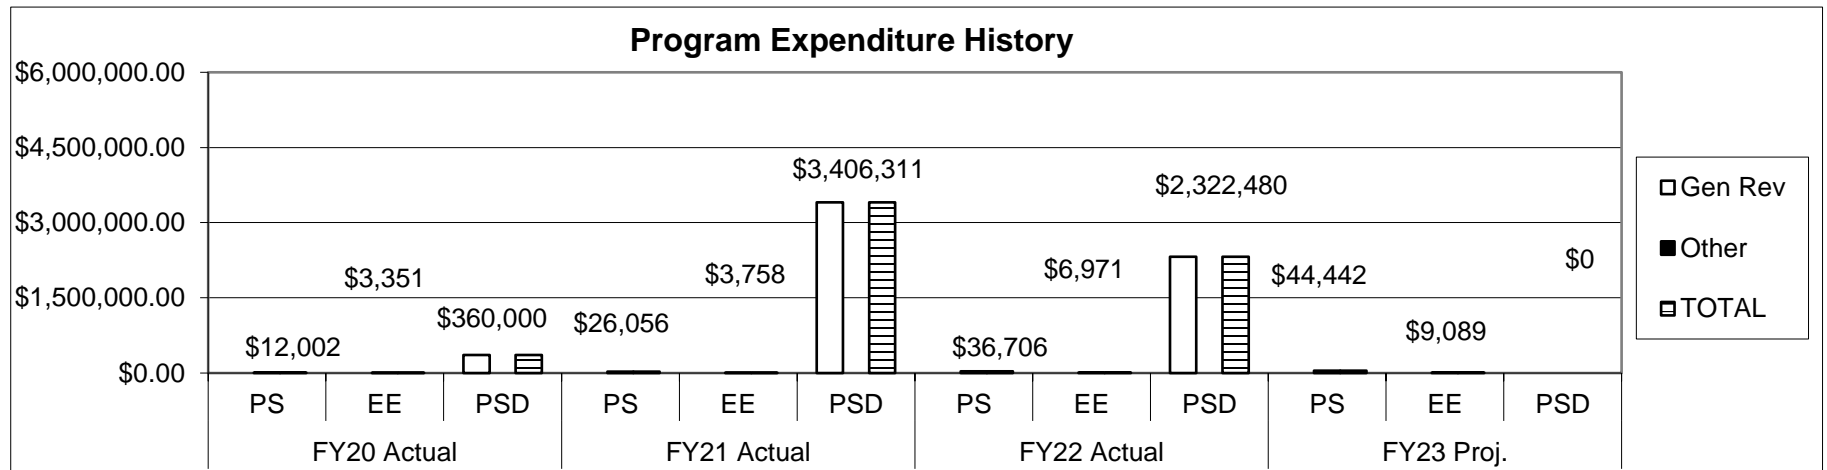 Program Expenditure History
$6,000,000.00
$4,500,000.00
$3,000,000.00
$1,500,000.00
$0.00
$12,002
$3,351
$360,000
$26,056
$3,758
$3,406,311
$36,706
$6,971
$2,322,480
$44,442
$9,089
$0
PS EE PSD PS EE PSD PS EE PSD PS EE PSD
FY20 Actual FY21 Actual FY22 Actual FY23 Proj.
Gen Rev
Other
TOTAL